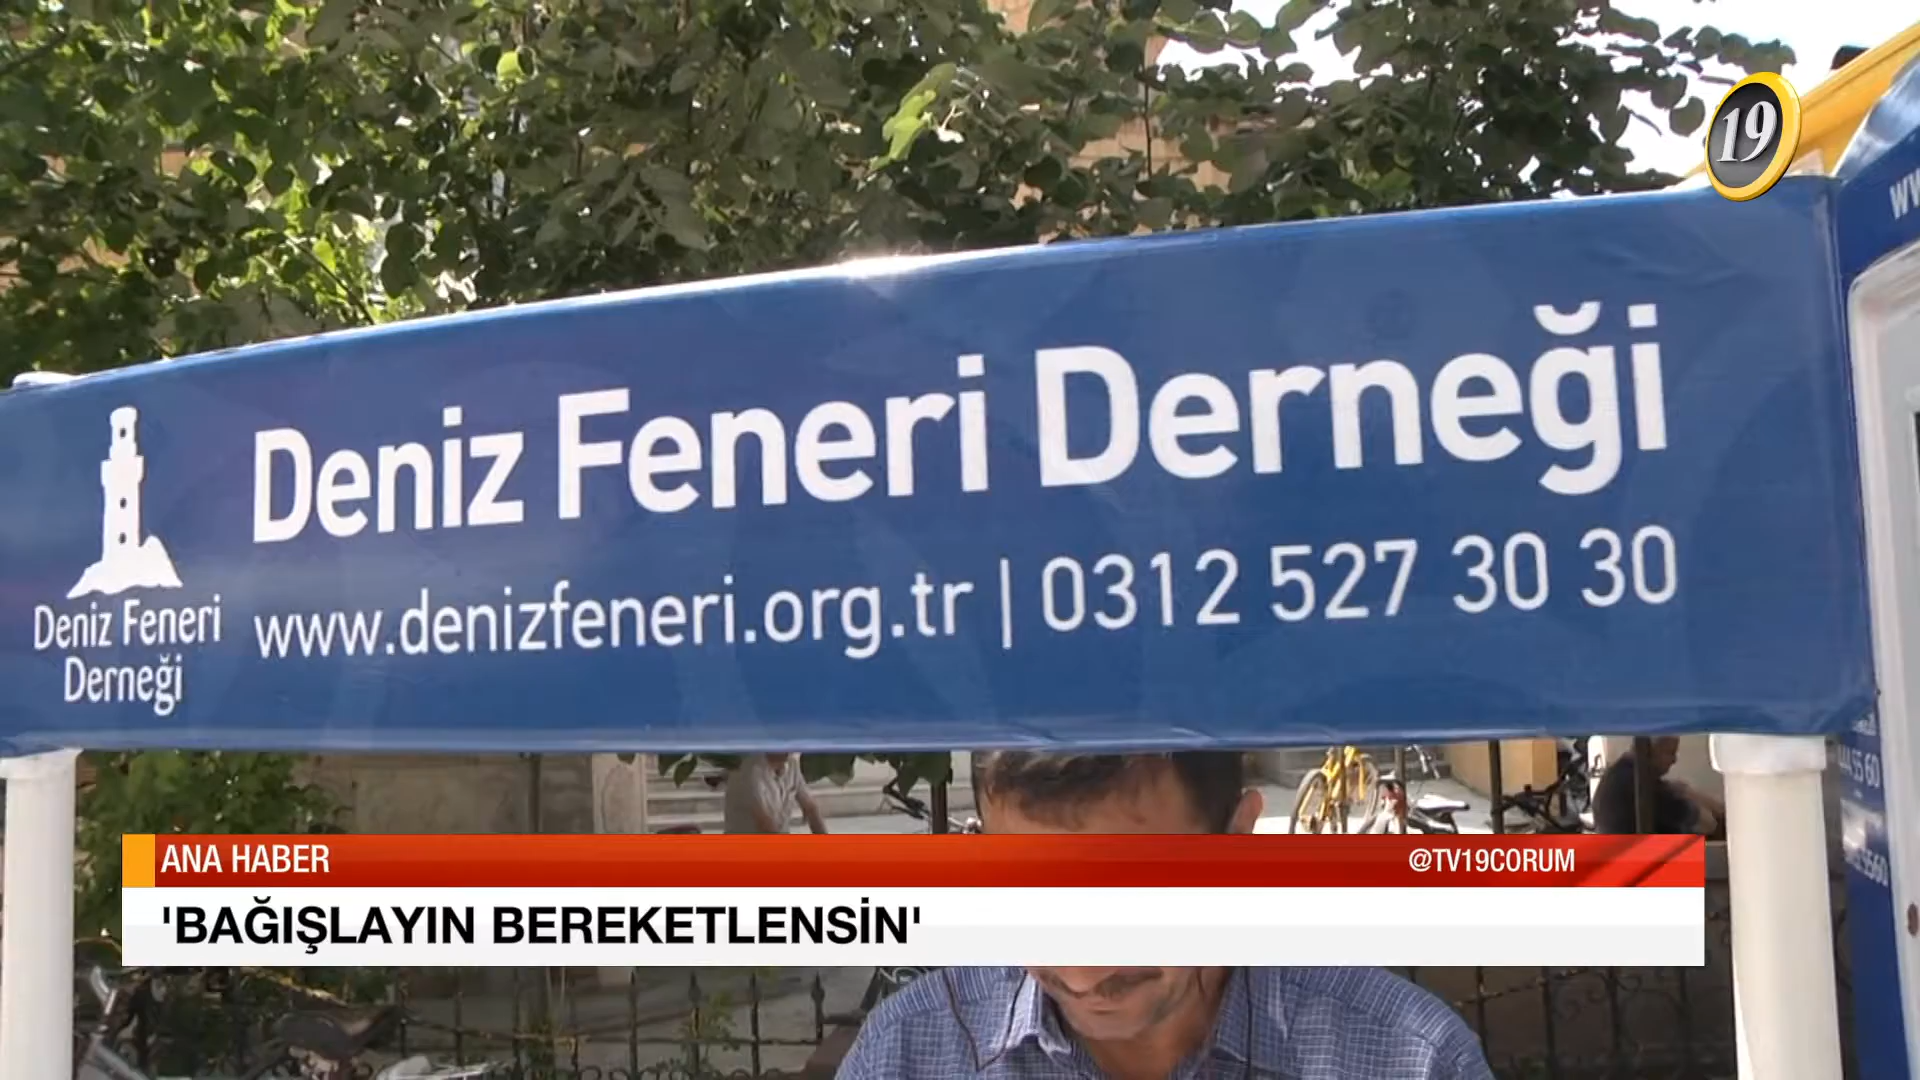 19
Deniz Feneri Derneği
www.denizfeneri.org.tr | 0312 527 30 30
Deniz Feneri
Derneği
ANA HABER
@TV19CORUM
'BAĞIŞLAYIN BEREKETLENSİN'